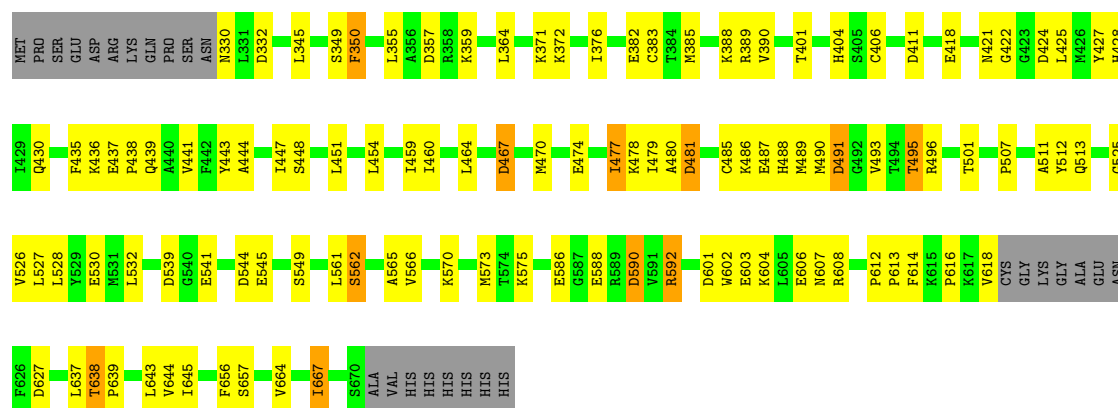 MET PRO SER GLU ASP ARG LYS GLN PRO SER ASN N330 L331 D332 L345 S349 F350 L355 A356 D357 R358 K359 L364 K371 K372 I376 E382 C383 T384 M385 K388 R389 V390 T401 H404 S405 C406 D411 E418 N421 G422 G423 D424 L425 M426 Y427 H428
I429 Q430 F435 K436 E437 P438 Q439 A440 V441 F442 Y443 A444 I447 S448 L451 L454 I459 I460 L464 D467 M470 E474 I477 K478 I479 A480 D481 C485 K486 E487 H488 M489 M490 D491 G492 V493 T494 T495 R496 T501 P507 A511 Y512 Q513 C525
V526 L527 L528 Y529 E530 M531 L532 D539 G540 E541 D544 E545 S549 L561 S562 A565 V566 K570 M573 T574 K575 E586 G587 E588 R589 D590 V591 R592 D601 W602 E603 K604 L605 E606 N607 R608 P612 P613 F614 K615 P616 K617 V618 CYS GLY LYS GLY ALA GLU ASN
F626 D627 L637 T638 P639 L643 V644 I645 F656 S657 V664 I667 S670 ALA VAL HIS HIS HIS HIS HIS HIS